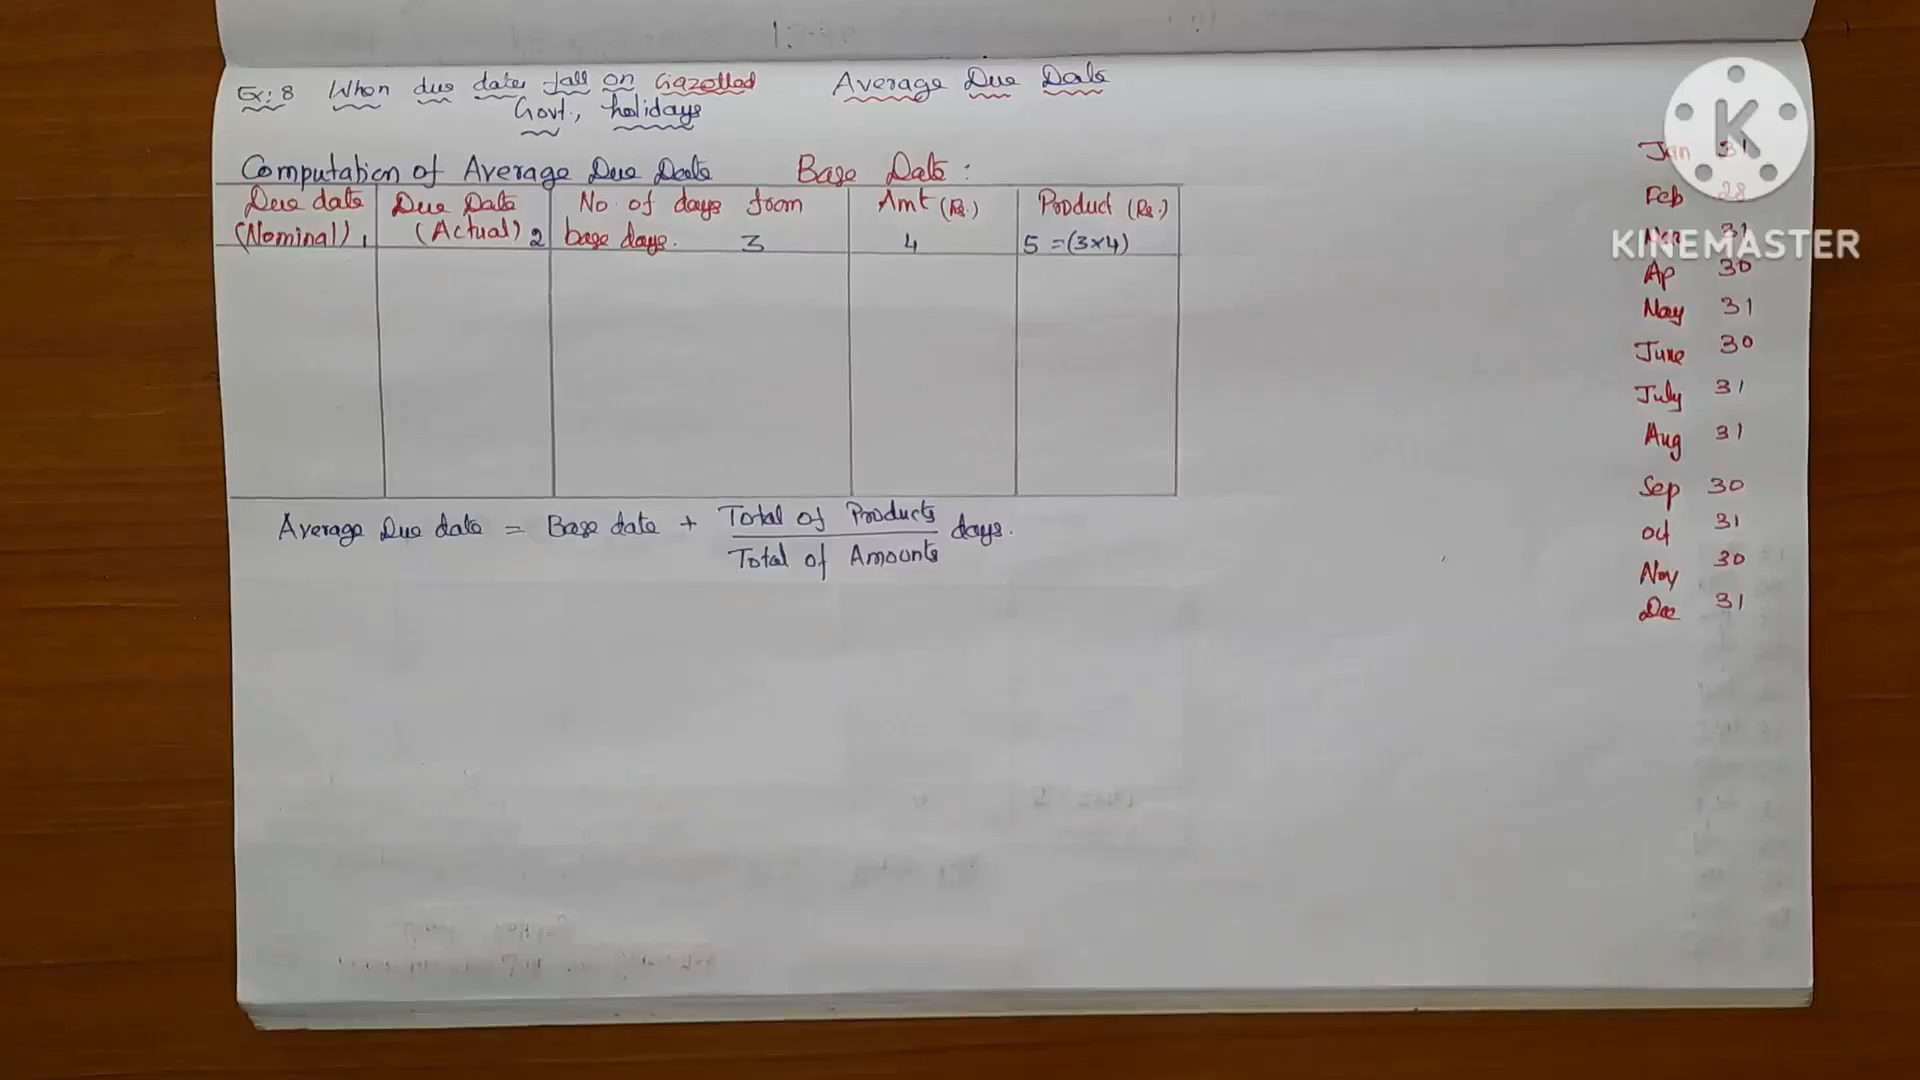 Ex: 8 When due dates fall on Gazetted
Govt., holidays
Average Due Date
Computation of Average Due Date Base Date :
Due date (Nominal) 1
Due Date (Actual) 2
No. of days from base days. 3
Amt (Rs.) 4
Product (Rs.) 5 = (3x4)
Average Due date = Base date + Total of Products / Total of Amounts days.
Jan 31
Feb 28
Mar 31
Ap 30
May 31
June 30
July 31
Aug 31
Sep 30
Oct 31
Nov 30
Dec 31
K
KINEMASTER